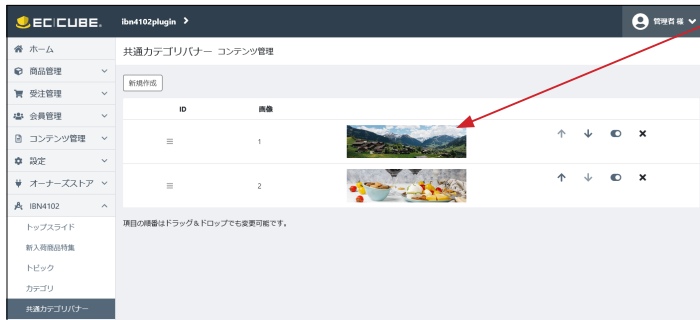 EC CUBE.
ibn4102plugin
管理者 様
ホーム
共通カテゴリバナー コンテンツ管理
商品管理
新規作成
受注管理
ID 画像
会員管理
コンテンツ管理
1
設定
オーナーズストア
2
IBN4102
トップスライド
項目の順番はドラッグ＆ドロップでも変更可能です。
新入荷商品特集
トピック
カテゴリ
共通カテゴリバナー